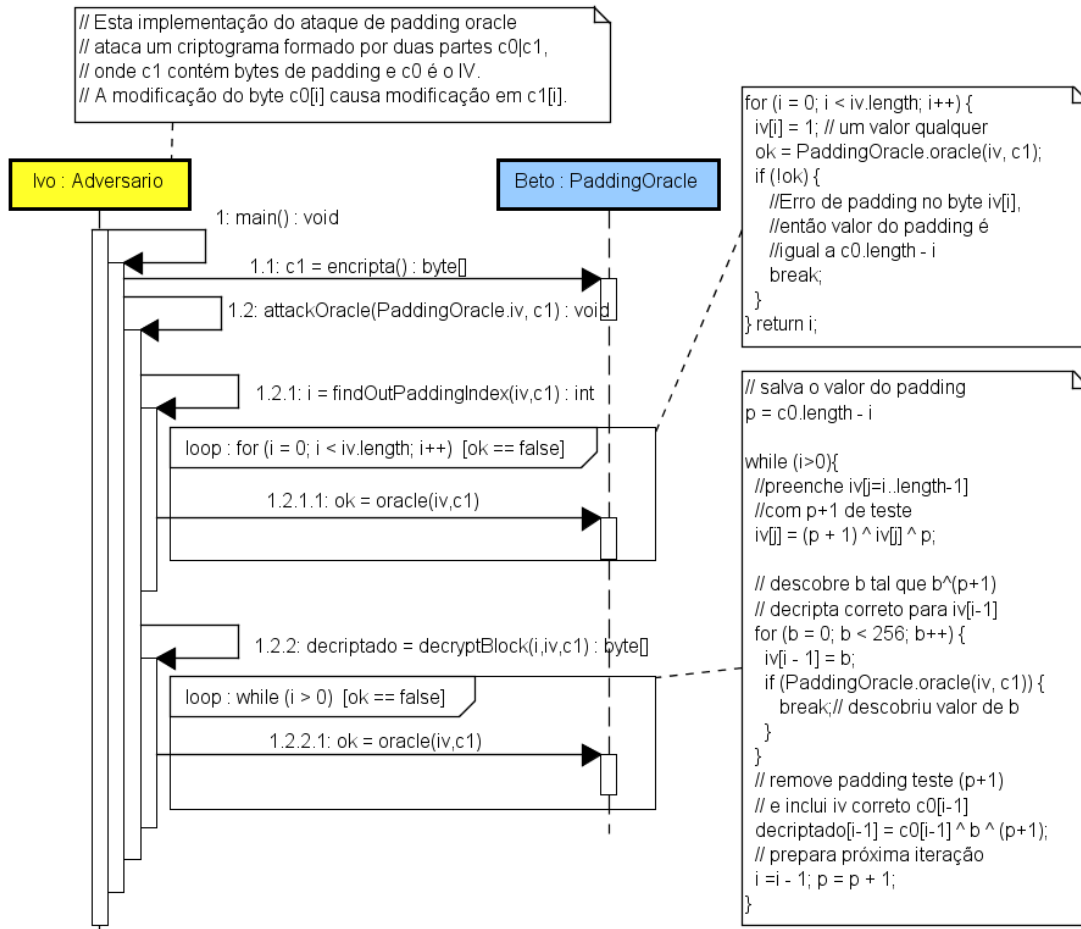 // Esta implementação do ataque de padding oracle
// ataca um criptograma formado por duas partes c0|c1,
// onde c1 contém bytes de padding e c0 é o IV.
// A modificação do byte c0[i] causa modificação em c1[i].
Ivo : Adversario
Beto : PaddingOracle
1: main() : void
1.1: c1 = encripta() : byte[]
1.2: attackOracle(PaddingOracle.iv, c1) : void
1.2.1: i = findOutPaddingIndex(iv,c1) : int
loop : for (i = 0; i < iv.length; i++) [ok == false]
1.2.1.1: ok = oracle(iv,c1)
1.2.2: decriptado = decryptBlock(i,iv,c1) : byte[]
loop : while (i > 0) [ok == false]
1.2.2.1: ok = oracle(iv,c1)
for (i = 0; i < iv.length; i++) {
iv[i] = 1; // um valor qualquer
ok = PaddingOracle.oracle(iv, c1);
if (!ok) {
//Erro de padding no byte iv[i],
//então valor do padding é
//igual a c0.length - i
break;
}
} return i;
// salva o valor do padding
p = c0.length - i
while (i>0){
//preenche iv[j=i..length-1]
//com p+1 de teste
iv[j] = (p + 1) ^ iv[j] ^ p;
// descobre b tal que b^(p+1)
// decripta correto para iv[i-1]
for (b = 0; b < 256; b++) {
iv[i - 1] = b;
if (PaddingOracle.oracle(iv, c1)) {
break;// descobriu valor de b
}
}
// remove padding teste (p+1)
// e inclui iv correto c0[i-1]
decriptado[i-1] = c0[i-1] ^ b ^ (p+1);
// prepara próxima iteração
i =i - 1; p = p + 1;
}